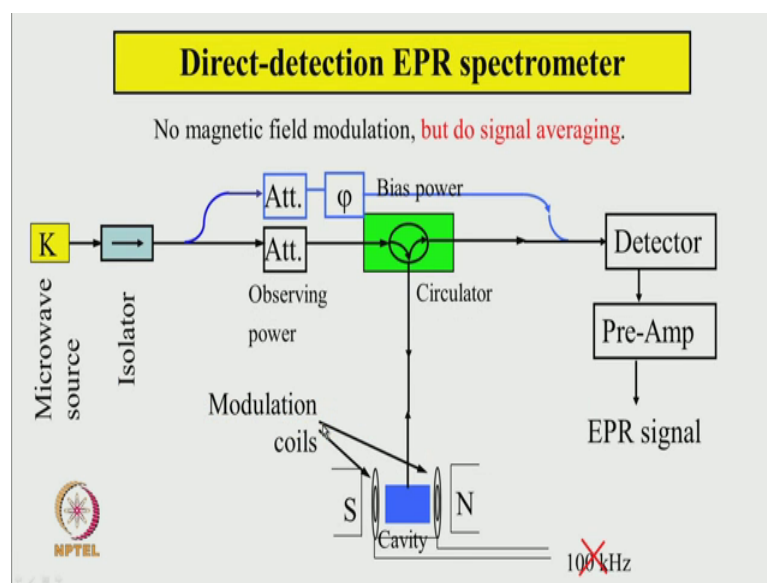 Direct-detection EPR spectrometer
No magnetic field modulation, but do signal averaging.
Att.
φ
Bias power
K
Att.
Detector
Microwave
source
Isolator
Observing
power
Circulator
Pre-Amp
Modulation
coils
EPR signal
S
N
Cavity
100 kHz
NPTEL